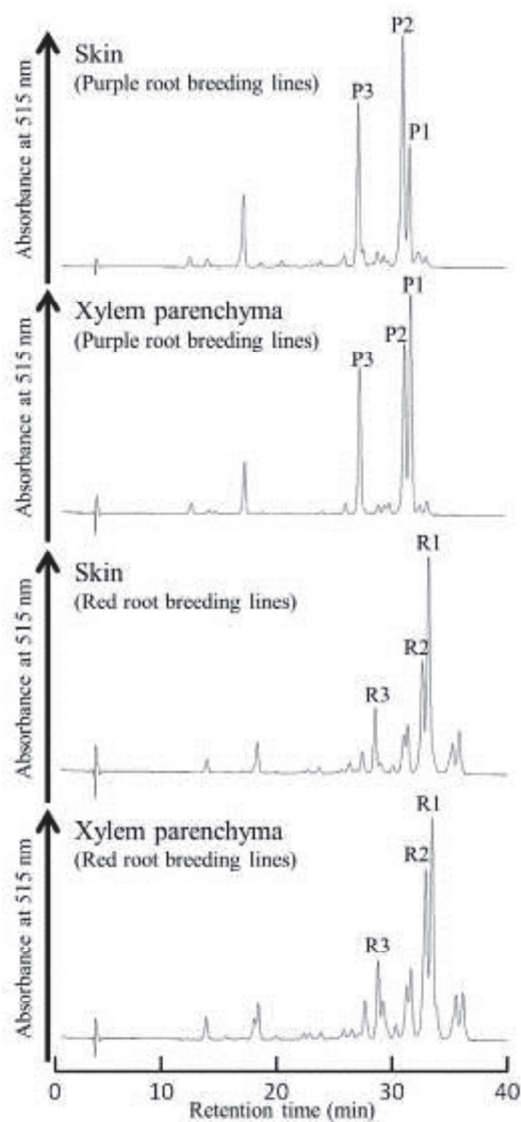 Absorbance at 515 nm
Skin
(Purple root breeding lines)
P3
P2
P1
Absorbance at 515 nm
Xylem parenchyma
(Purple root breeding lines)
P3
P2
P1
Absorbance at 515 nm
Skin
(Red root breeding lines)
R3
R2
R1
Absorbance at 515 nm
Xylem parenchyma
(Red root breeding lines)
R3
R2
R1
0 10 20 30 40
Retention time (min)